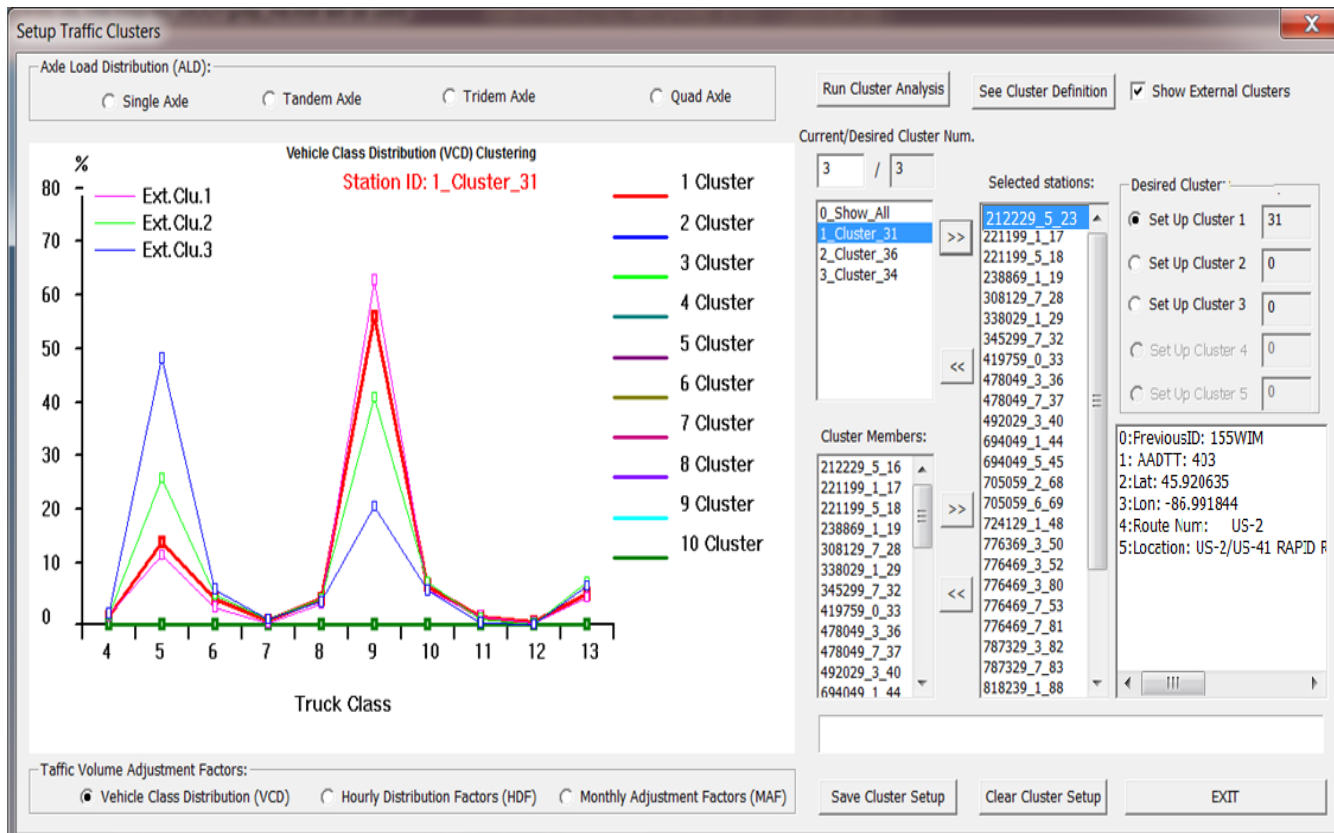 Setup Traffic Clusters
X
Axle Load Distribution (ALD):
Single Axle
Tandem Axle
Tridem Axle
Quad Axle
Run Cluster Analysis
See Cluster Definition
Show External Clusters
Vehicle Class Distribution (VCD) Clustering
Station ID: 1_Cluster_31
%
80
70
60
50
40
30
20
10
0
Ext.Clu.1
Ext.Clu.2
Ext.Clu.3
1 Cluster
2 Cluster
3 Cluster
4 Cluster
5 Cluster
6 Cluster
7 Cluster
8 Cluster
9 Cluster
10 Cluster
4 5 6 7 8 9 10 11 12 13
Truck Class
Current/Desired Cluster Num.
3 / 3
0_Show_All
1_Cluster_31
2_Cluster_36
3_Cluster_34
>>
<<
Cluster Members:
212229_5_16
221199_1_17
221199_5_18
238869_1_19
308129_7_28
338029_1_29
345299_7_32
419759_0_33
478049_3_36
478049_7_37
492029_3_40
694049_1_44
>>
<<
Selected stations:
212229_5_23
221199_1_17
221199_5_18
238869_1_19
308129_7_28
338029_1_29
345299_7_32
419759_0_33
478049_3_36
478049_7_37
492029_3_40
694049_1_44
694049_5_45
705059_2_68
705059_6_69
724129_1_48
776369_3_50
776469_3_52
776469_3_80
776469_7_53
776469_7_81
787329_3_82
787329_7_83
818239_1_88
Desired Cluster
Set Up Cluster 1 31
Set Up Cluster 2 0
Set Up Cluster 3 0
Set Up Cluster 4 0
Set Up Cluster 5 0
0:PreviousID: 155WIM
1: AADTT: 403
2:Lat: 45.920635
3:Lon: -86.991844
4:Route Num: US-2
5:Location: US-2/US-41 RAPID R
Taffic Volume Adjustment Factors:
Vehicle Class Distribution (VCD)
Hourly Distribution Factors (HDF)
Monthly Adjustment Factors (MAF)
Save Cluster Setup
Clear Cluster Setup
EXIT